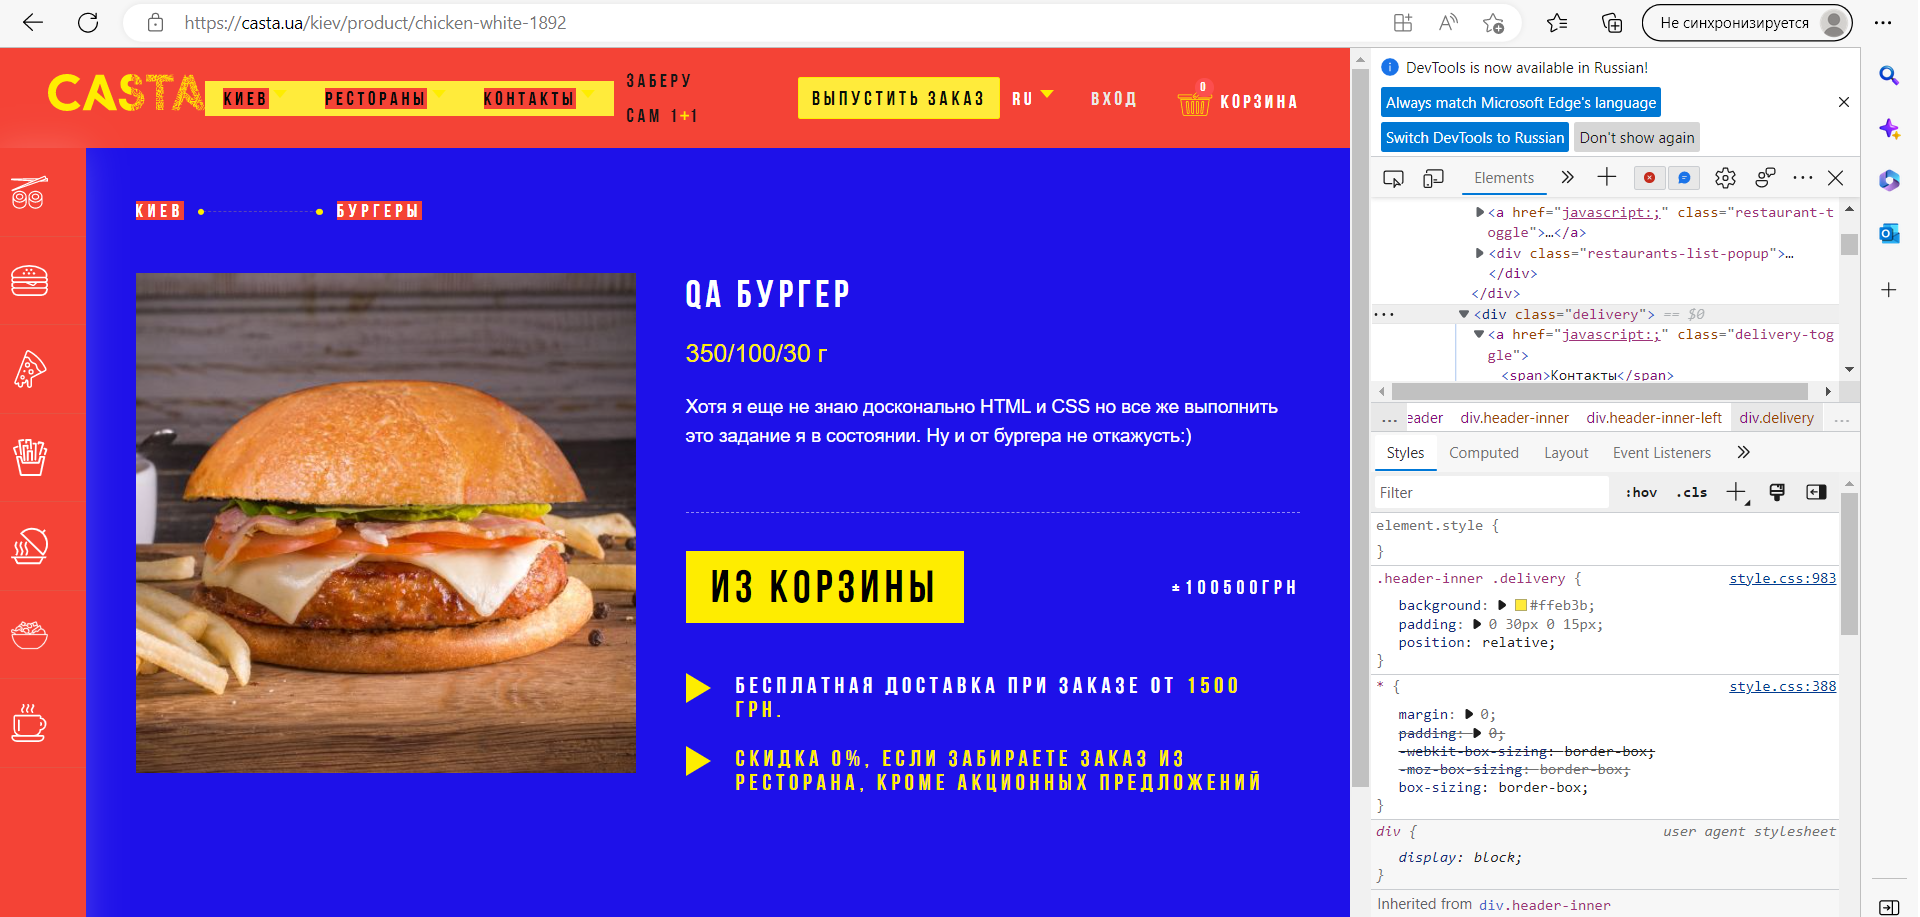 https://casta.ua/kiev/product/chicken-white-1892
Не синхронизируется
CASTA
КИЕВ
РЕСТОРАНЫ
КОНТАКТЫ
ЗАБЕРУ
САМ 1+1
ВЫПУСТИТЬ ЗАКАЗ
RU
ВХОД
0
КОРЗИНА
КИЕВ
БУРГЕРЫ
QA БУРГЕР
350/100/30 г
Хотя я еще не знаю досконально HTML и CSS но все же выполнить
это задание я в состоянии. Ну и от бургера не откажусть:)
ИЗ КОРЗИНЫ
±100500ГРН
БЕСПЛАТНАЯ ДОСТАВКА ПРИ ЗАКАЗЕ ОТ 1500
ГРН.
СКИДКА 0%, ЕСЛИ ЗАБИРАЕТЕ ЗАКАЗ ИЗ
РЕСТОРАНА, КРОМЕ АКЦИОННЫХ ПРЕДЛОЖЕНИЙ
DevTools is now available in Russian!
Always match Microsoft Edge's language
Switch DevTools to Russian
Don't show again
Elements
<a href="javascript:;" class="restaurant-t
oggle">…</a>
<div class="restaurants-list-popup">…
</div>
</div>
<div class="delivery"> == $0
<a href="javascript:;" class="delivery-tog
gle">
<span>Контакты</span>
... eader div.header-inner div.header-inner-left div.delivery ...
Styles Computed Layout Event Listeners
Filter :hov .cls
element.style {
}
.header-inner .delivery { style.css:983
background: #ffeb3b;
padding: 0 30px 0 15px;
position: relative;
}
* { style.css:388
margin: 0;
padding: 0;
-webkit-box-sizing: border-box;
-moz-box-sizing: border-box;
box-sizing: border-box;
}
div { user agent stylesheet
display: block;
}
Inherited from div.header-inner